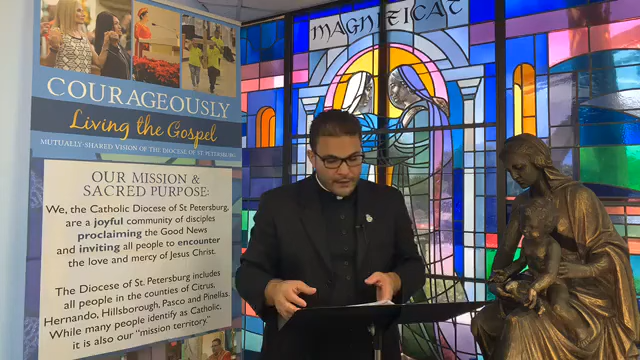 MAGNIFICAT
COURAGEOUSLY
Living the Gospel
MUTUALLY-SHARED VISION OF THE DIOCESE OF ST. PETERSBURG
OUR MISSION &
SACRED PURPOSE:
We, the Catholic Diocese of St Petersburg,
are a joyful community of disciples
proclaiming the Good News
and inviting all people to encounter
the love and mercy of Jesus Christ.
The Diocese of St. Petersburg includes
all people in the counties of Citrus,
Hernando, Hillsborough, Pasco and Pinellas.
While many people identify as Catholic,
it is also our "mission territory."